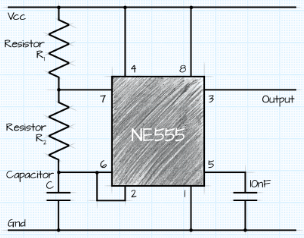 Vcc
Resistor
R1
4
8
7
3
Output
NE555
Resistor
R2
6
5
Capacitor
C
2
1
10nF
Gnd